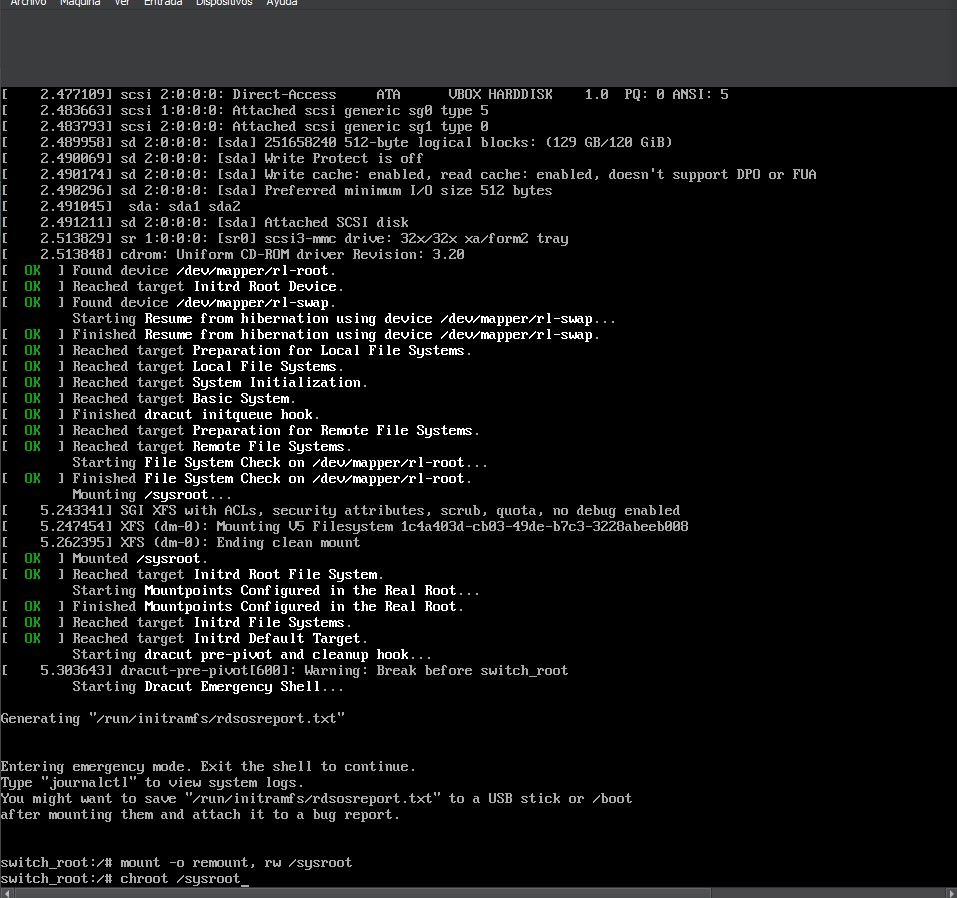 Archivo Máquina Ver Entrada Dispositivos Ayuda
[    2.477109] scsi 2:0:0:0: Direct-Access     ATA      VBOX HARDDISK    1.0  PQ: 0 ANSI: 5
[    2.483663] scsi 1:0:0:0: Attached scsi generic sg0 type 5
[    2.483793] scsi 2:0:0:0: Attached scsi generic sg1 type 0
[    2.489958] sd 2:0:0:0: [sda] 251658240 512-byte logical blocks: (129 GB/120 GiB)
[    2.490069] sd 2:0:0:0: [sda] Write Protect is off
[    2.490174] sd 2:0:0:0: [sda] Write cache: enabled, read cache: enabled, doesn't support DPO or FUA
[    2.490296] sd 2:0:0:0: [sda] Preferred minimum I/O size 512 bytes
[    2.491045]  sda: sda1 sda2
[    2.491211] sd 2:0:0:0: [sda] Attached SCSI disk
[    2.513829] sr 1:0:0:0: [sr0] scsi3-mmc drive: 32x/32x xa/form2 tray
[    2.513848] cdrom: Uniform CD-ROM driver Revision: 3.20
[  OK  ] Found device /dev/mapper/rl-root.
[  OK  ] Reached target Initrd Root Device.
[  OK  ] Found device /dev/mapper/rl-swap.
         Starting Resume from hibernation using device /dev/mapper/rl-swap...
[  OK  ] Finished Resume from hibernation using device /dev/mapper/rl-swap.
[  OK  ] Reached target Preparation for Local File Systems.
[  OK  ] Reached target Local File Systems.
[  OK  ] Reached target System Initialization.
[  OK  ] Reached target Basic System.
[  OK  ] Finished dracut initqueue hook.
[  OK  ] Reached target Preparation for Remote File Systems.
[  OK  ] Reached target Remote File Systems.
         Starting File System Check on /dev/mapper/rl-root...
[  OK  ] Finished File System Check on /dev/mapper/rl-root.
         Mounting /sysroot...
[    5.243341] SGI XFS with ACLs, security attributes, scrub, quota, no debug enabled
[    5.247454] XFS (dm-0): Mounting V5 Filesystem 1c4a403d-cb03-49de-b7c3-3228abeeb008
[    5.262395] XFS (dm-0): Ending clean mount
[  OK  ] Mounted /sysroot.
[  OK  ] Reached target Initrd Root File System.
         Starting Mountpoints Configured in the Real Root...
[  OK  ] Finished Mountpoints Configured in the Real Root.
[  OK  ] Reached target Initrd File Systems.
[  OK  ] Reached target Initrd Default Target.
         Starting dracut pre-pivot and cleanup hook...
[    5.303643] dracut-pre-pivot[600]: Warning: Break before switch_root
         Starting Dracut Emergency Shell...
Generating "/run/initramfs/rdsosreport.txt"
Entering emergency mode. Exit the shell to continue.
Type "journalctl" to view system logs.
You might want to save "/run/initramfs/rdsosreport.txt" to a USB stick or /boot
after mounting them and attach it to a bug report.
switch_root:/# mount -o remount, rw /sysroot
switch_root:/# chroot /sysroot_